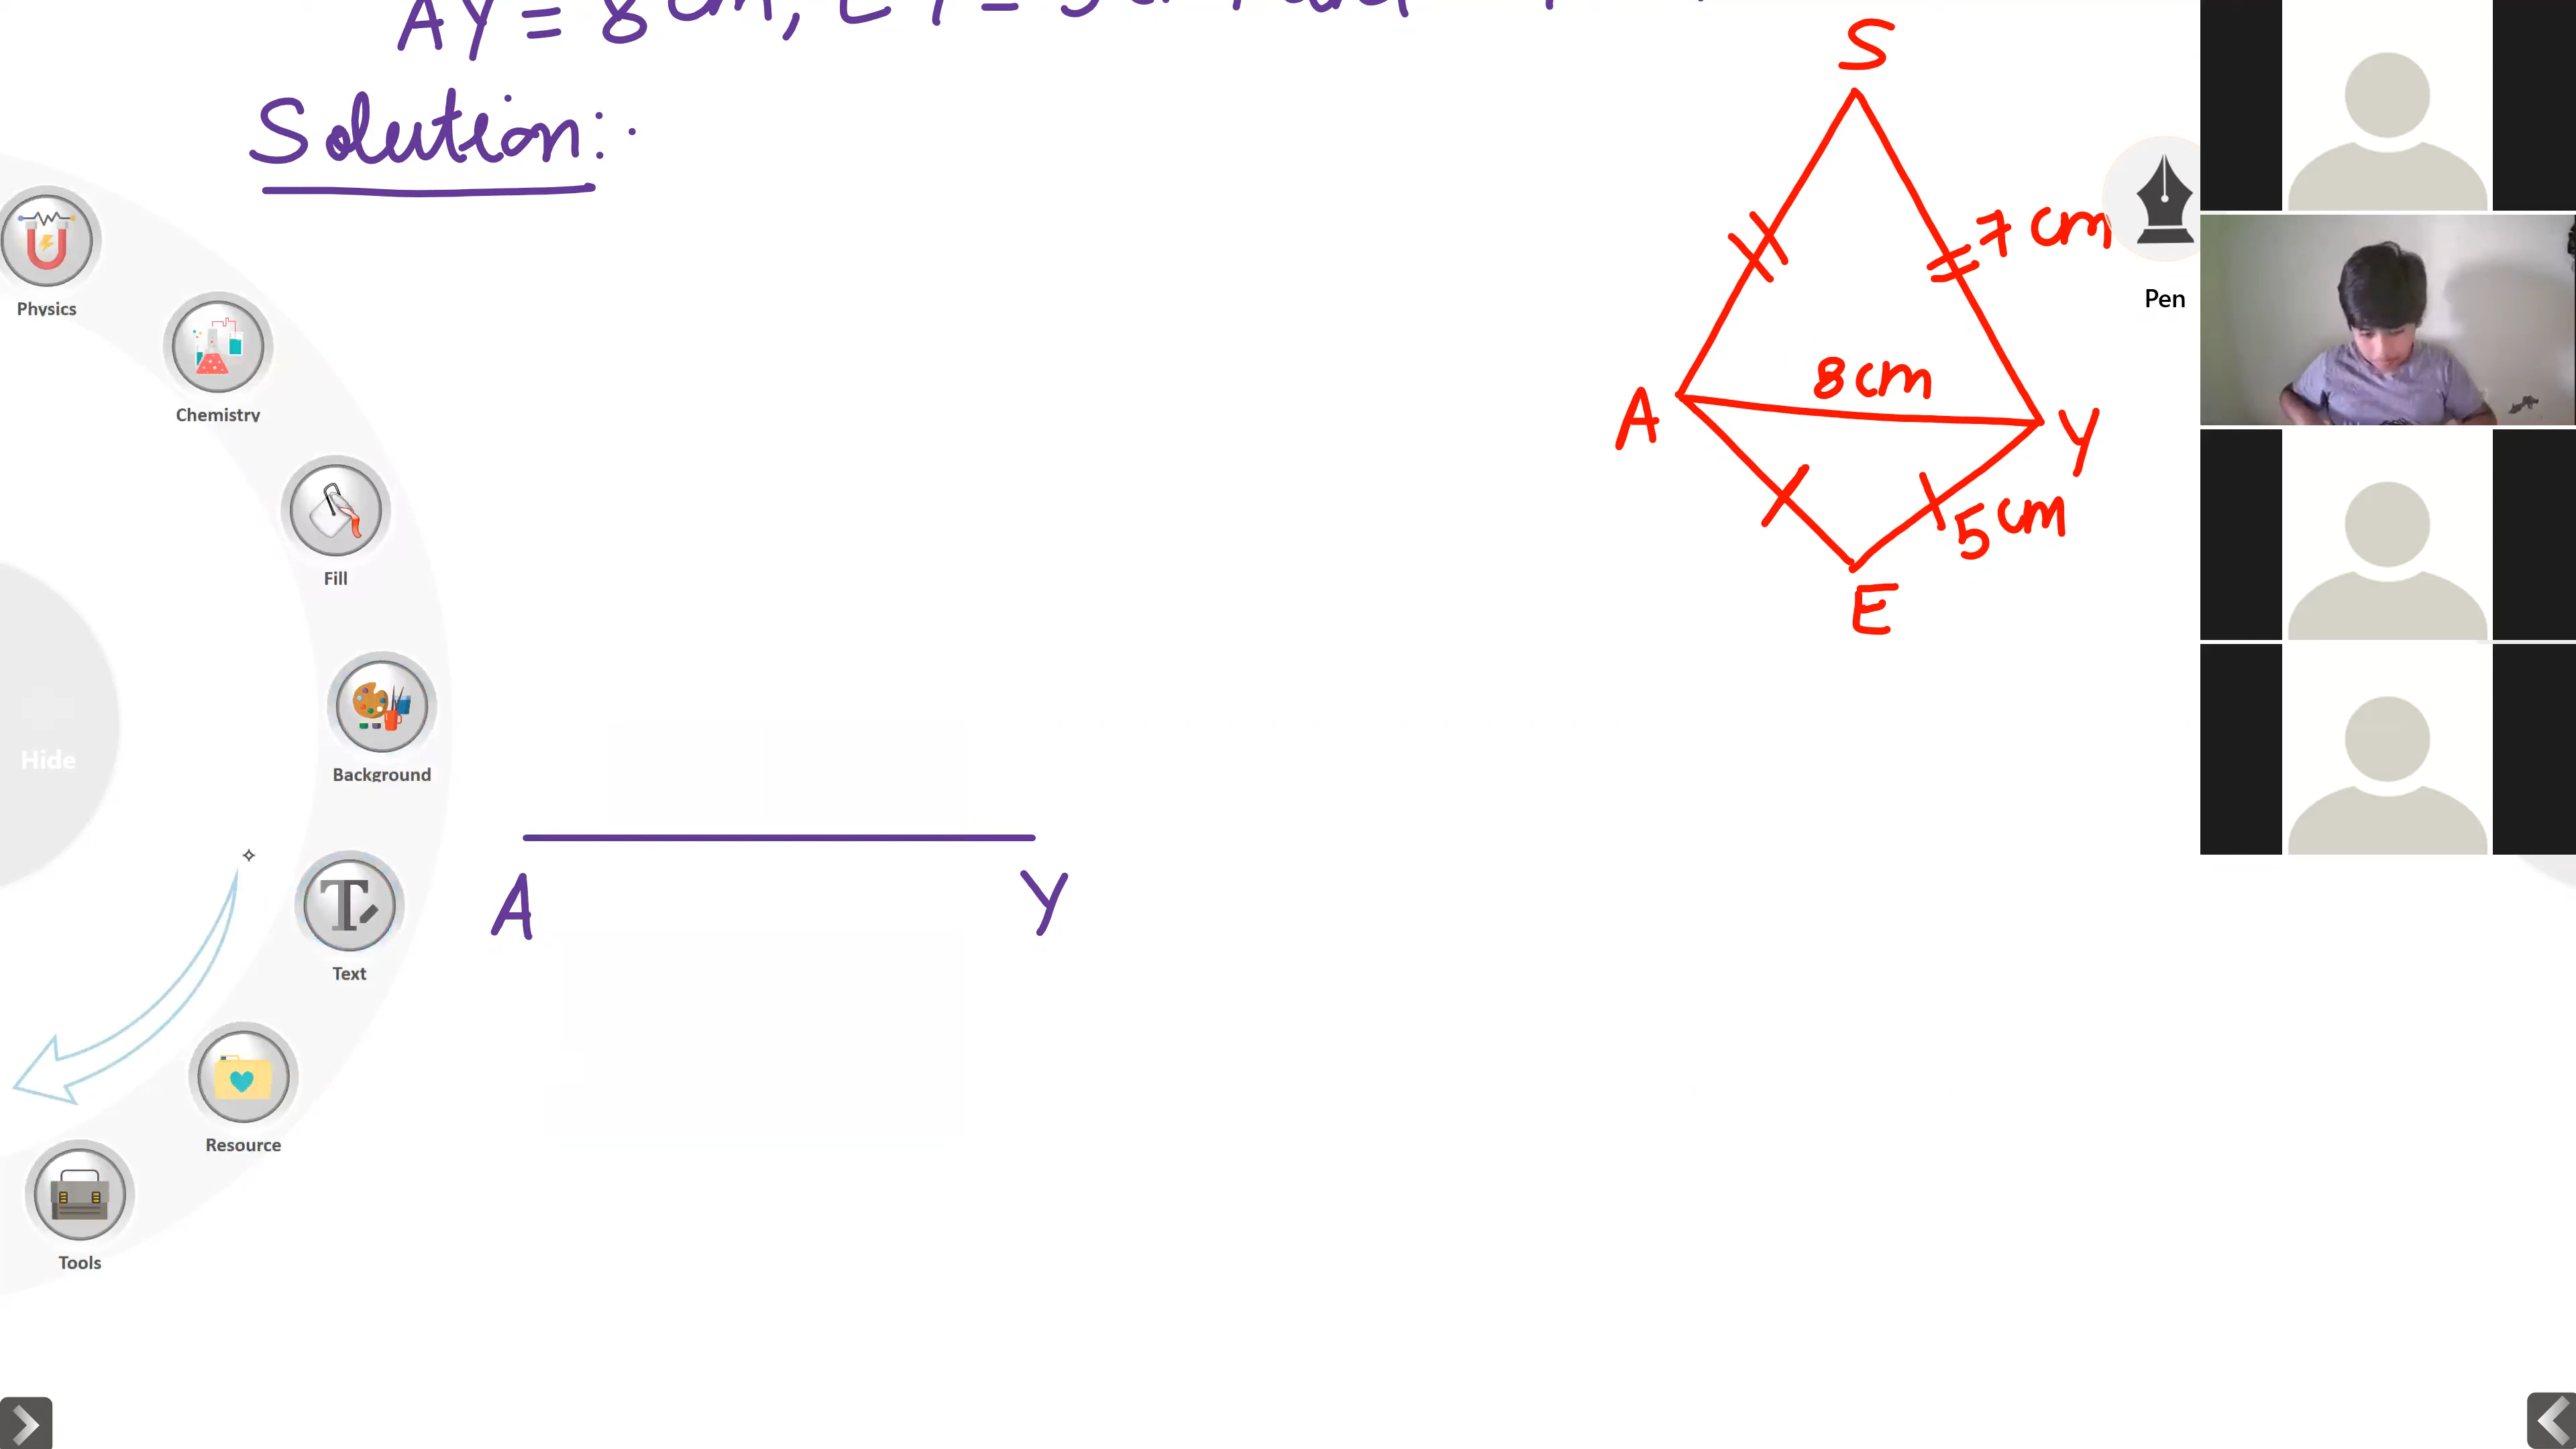 AY = 8 cm,
Solution:
S
7 cm
8 cm
A
Y
5 cm
E
A
Y
Physics
Chemistry
Fill
Background
Hide
Text
Resource
Tools
Pen